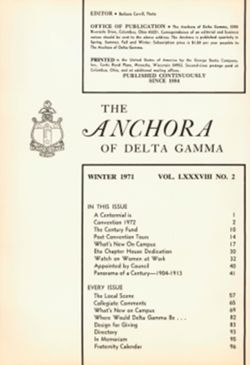 EDITOR • Barbara Cavell, Theta
OFFICE OF PUBLICATION • The Anchora of Delta Gamma, 3250
Riverside Drive, Columbus, Ohio 43221. Correspondence of an editorial and business
nature should be sent to the above address. The Anchora is published quarterly in
Spring, Summer, Fall and Winter. Subscription price is $1.50 per year payable to
The Anchora of Delta Gamma.
PRINTED in the United States of America by the George Banta Company,
Inc., Curtis Reed Plaza, Menasha, Wisconsin 54952. Second-class postage paid at
Columbus, Ohio, and at additional mailing offices.
PUBLISHED CONTINUOUSLY
SINCE 1884
THE
ANCHORA
OF DELTA GAMMA
WINTER 1971 VOL. LXXXVIII NO. 2
IN THIS ISSUE
A Centennial is 1
Convention 1972 2
The Century Fund 10
Post Convention Tours 14
What's New On Campus 17
Eta Chapter House Dedication 30
Watch on Women at Work 32
Appointed by Council 40
Panorama of a Century—1904-1913 41
EVERY ISSUE
The Local Scene 57
Collegiate Comments 65
What's New on Campus 69
Where Would Delta Gamma Be . . . 82
Design for Giving 83
Directory 93
In Memoriam 95
Fraternity Calendar 96